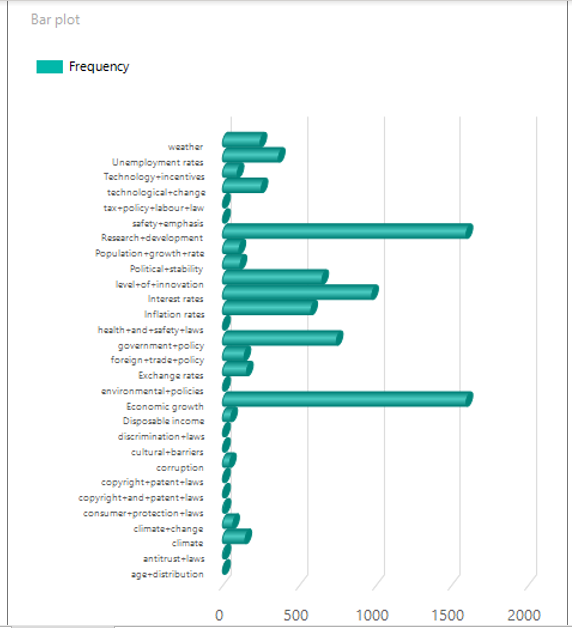 Bar plot
Frequency
weather
Unemployment rates
Technology+incentives
technological+change
tax+policy+labour+law
safety+emphasis
Research+development
Population+growth+rate
Political+stability
level+of+innovation
Interest rates
Inflation rates
health+and+safety+laws
government+policy
foreign+trade+policy
Exchange rates
environmental+policies
Economic growth
Disposable income
discrimination+laws
cultural+barriers
corruption
copyright+patent+laws
copyright+and+patent+laws
consumer+protection+laws
climate+change
climate
antitrust+laws
age+distribution
0 500 1000 1500 2000